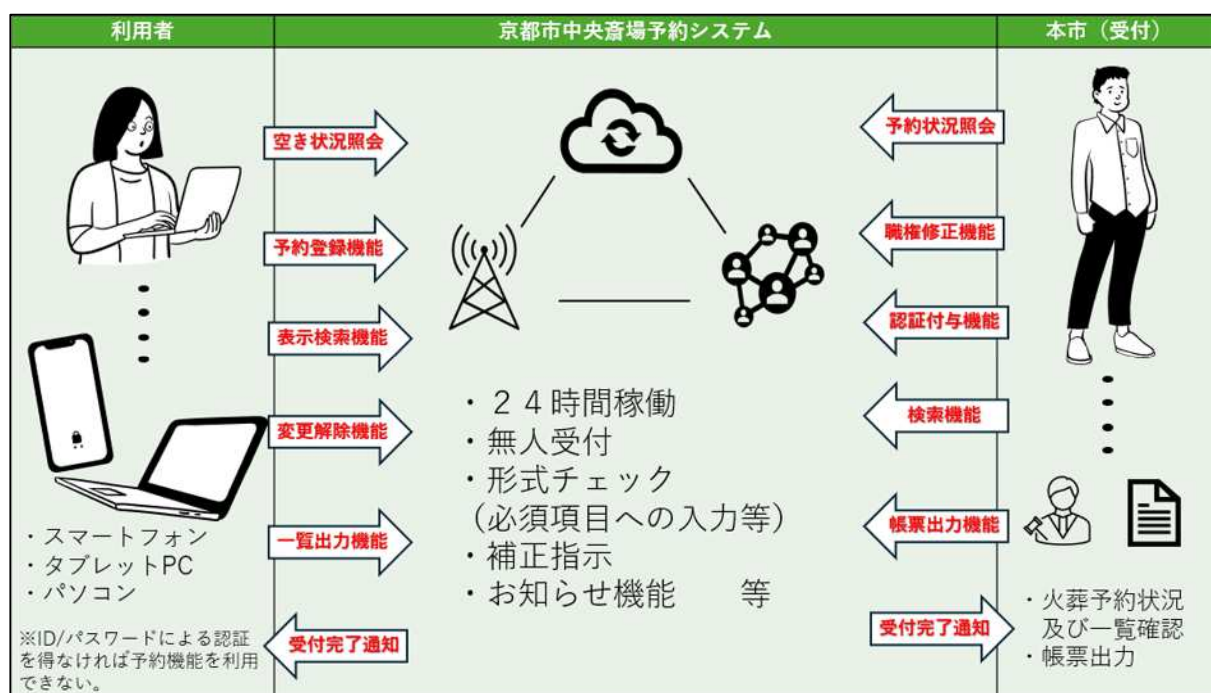 利用者
京都市中央斎場予約システム
本市（受付）
空き状況照会
予約登録機能
表示検索機能
変更解除機能
一覧出力機能
受付完了通知
・スマートフォン
・タブレットPC
・パソコン
※ID/パスワードによる認証
を得なければ予約機能を利用
できない。
・２４時間稼働
・無人受付
・形式チェック
（必須項目への入力等）
・補正指示
・お知らせ機能　　等
予約状況照会
職権修正機能
認証付与機能
検索機能
帳票出力機能
受付完了通知
・火葬予約状況
及び一覧確認
・帳票出力